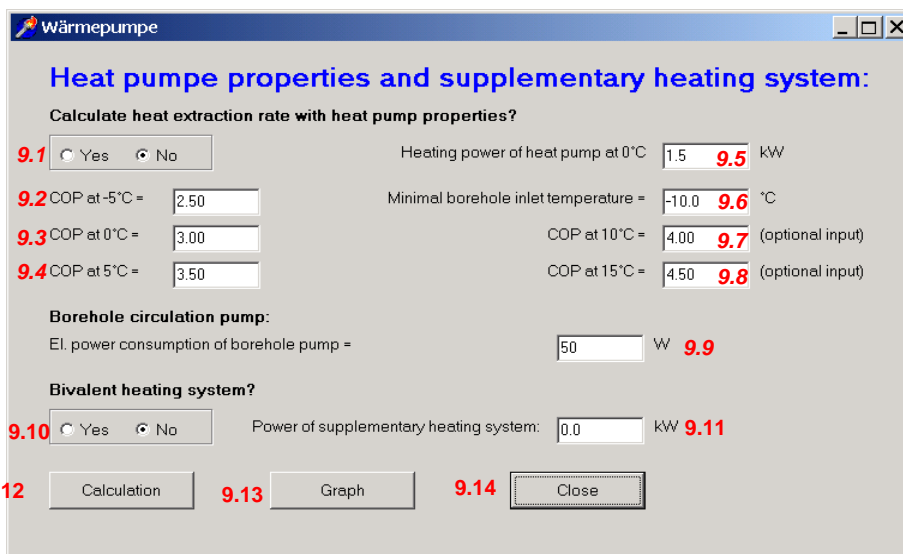 Wärmepumpe
Heat pumpe properties and supplementary heating system:
Calculate heat extraction rate with heat pump properties?
9.1 Yes No Heating power of heat pump at 0°C 1.5 9.5 kW
9.2 COP at -5°C = 2.50 Minimal borehole inlet temperature = -10.0 9.6 °C
9.3 COP at 0°C = 3.00 COP at 10°C = 4.00 9.7 (optional input)
9.4 COP at 5°C = 3.50 COP at 15°C = 4.50 9.8 (optional input)
Borehole circulation pump:
El. power consumption of borehole pump = 50 W 9.9
Bivalent heating system?
9.10 Yes No Power of supplementary heating system: 0.0 kW 9.11
12 Calculation 9.13 Graph 9.14 Close